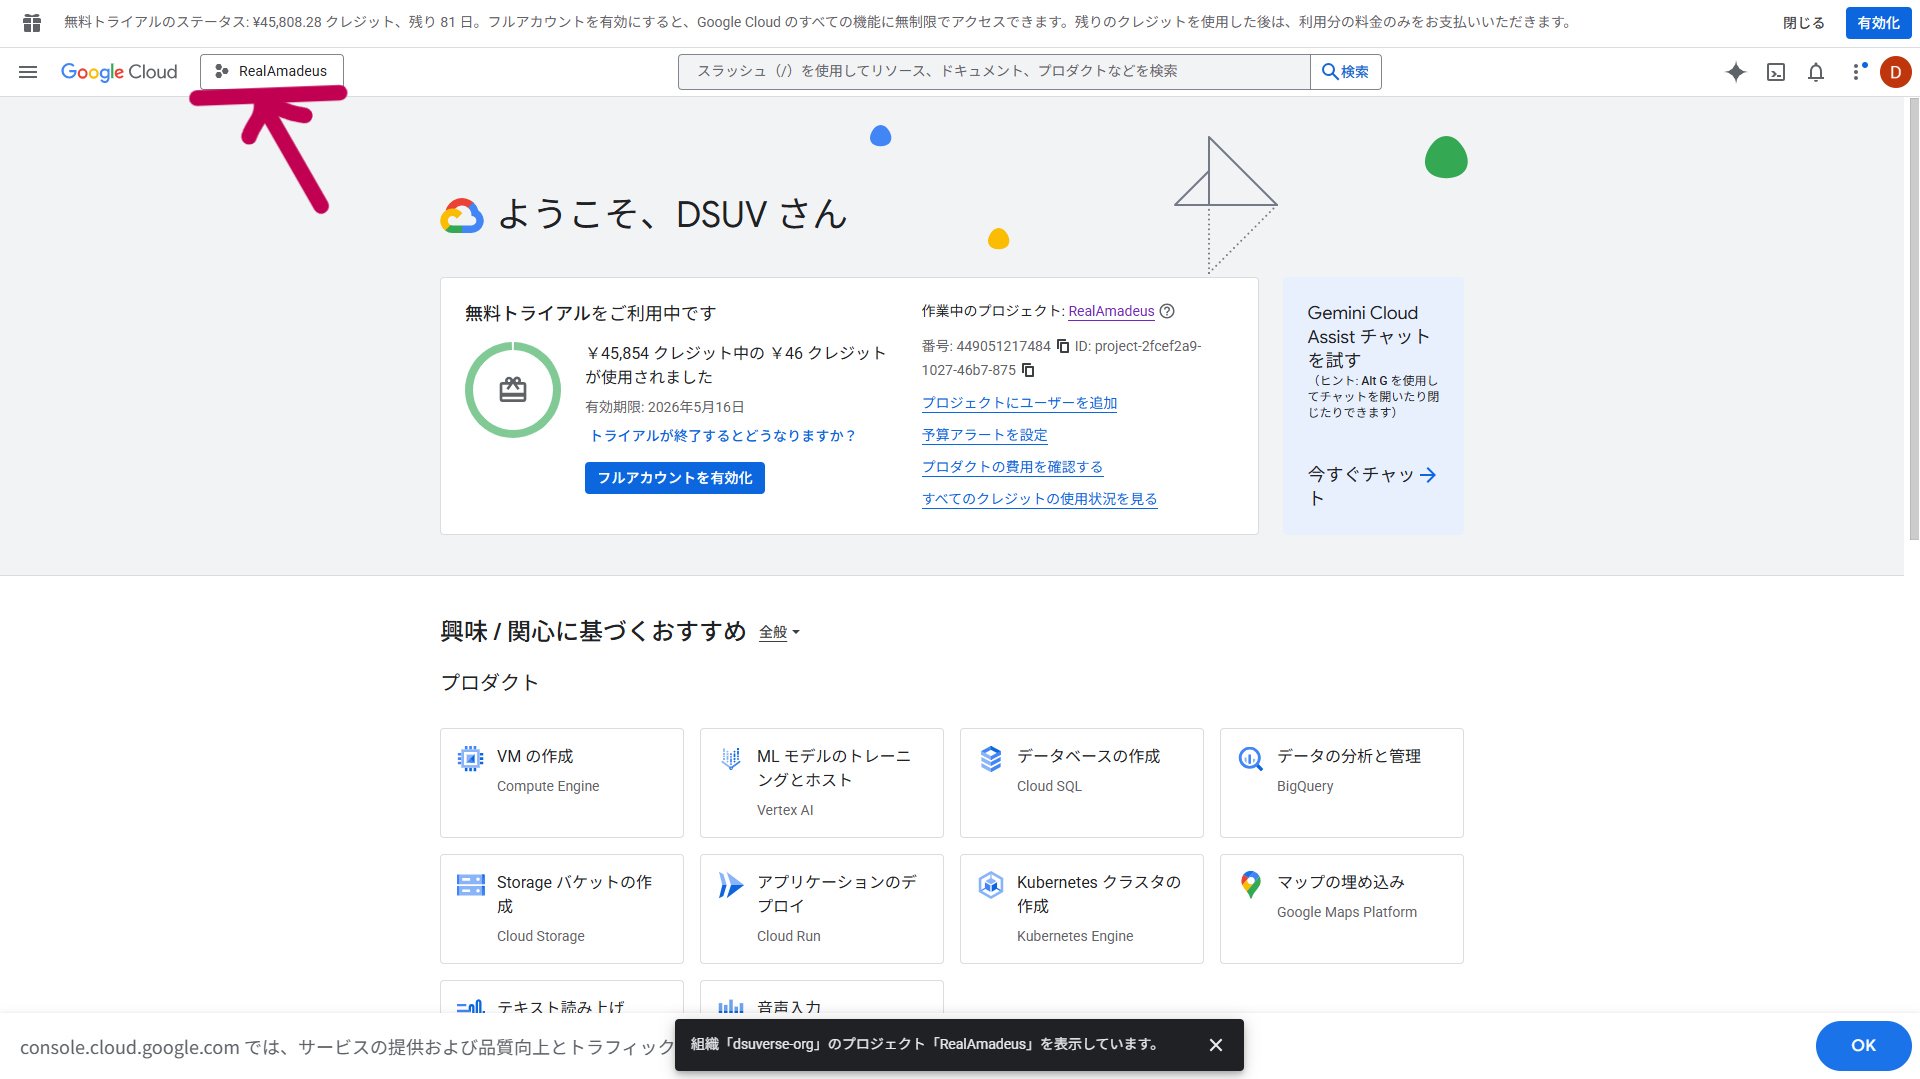 無料トライアルのステータス: ¥45,808.28 クレジット、残り 81 日。フルアカウントを有効にすると、Google Cloud のすべての機能に無制限でアクセスできます。残りのクレジットを使用した後は、利用分の料金のみをお支払いいただきます。
閉じる
有効化
Google Cloud
RealAmadeus
スラッシュ（/）を使用してリソース、ドキュメント、プロダクトなどを検索
検索
D
ようこそ、DSUV さん
無料トライアルをご利用中です
￥45,854 クレジット中の ￥46 クレジット
が使用されました
有効期限: 2026年5月16日
トライアルが終了するとどうなりますか？
フルアカウントを有効化
作業中のプロジェクト: RealAmadeus
番号: 449051217484 ID: project-2fcef2a9-
1027-46b7-875
プロジェクトにユーザーを追加
予算アラートを設定
プロダクトの費用を確認する
すべてのクレジットの使用状況を見る
Gemini Cloud
Assist チャット
を試す
（ヒント: Alt G を使用し
てチャットを開いたり閉
じたりできます）
今すぐチャッ
ト
興味 / 関心に基づくおすすめ 全般
プロダクト
VM の作成
Compute Engine
ML モデルのトレーニ
ングとホスト
Vertex AI
データベースの作成
Cloud SQL
データの分析と管理
BigQuery
Storage バケットの作
成
Cloud Storage
アプリケーションのデ
プロイ
Cloud Run
Kubernetes クラスタの
作成
Kubernetes Engine
マップの埋め込み
Google Maps Platform
テキスト読み上げ
音声入力
console.cloud.google.com では、サービスの提供および品質向上とトラフィック
組織「dsuverse-org」のプロジェクト「RealAmadeus」を表示しています。
OK